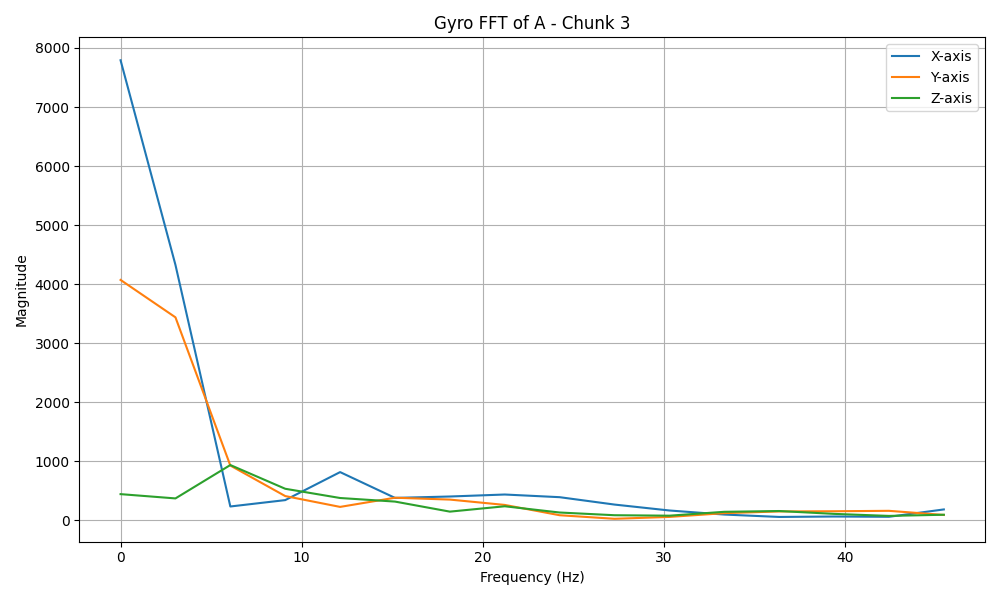 Gyro FFT of A - Chunk 3
8000
7000
6000
5000
4000
3000
2000
1000
0
Magnitude
X-axis
Y-axis
Z-axis
0 10 20 30 40
Frequency (Hz)